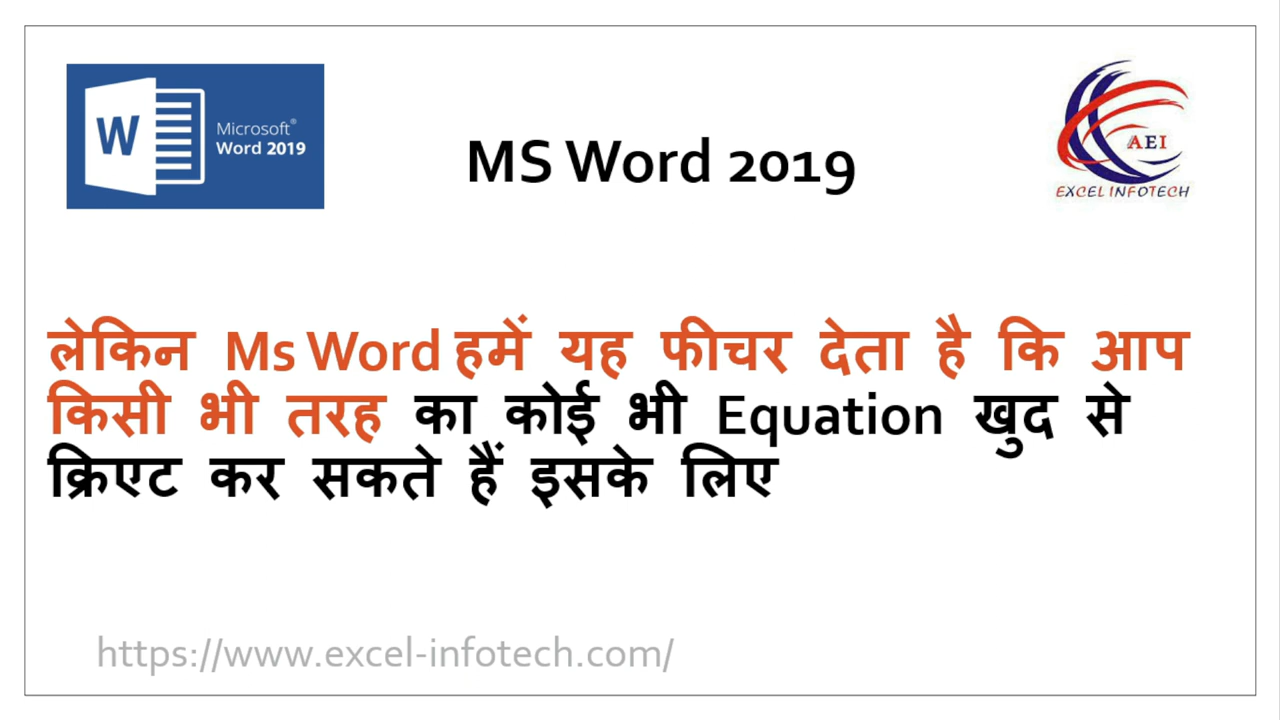 W
Microsoft®
Word 2019
MS Word 2019
AEI
EXCEL INFOTECH
लेकिन Ms Word हमें यह फीचर देता है कि आप
किसी भी तरह का कोई भी Equation खुद से
क्रिएट कर सकते हैं इसके लिए
https://www.excel-infotech.com/